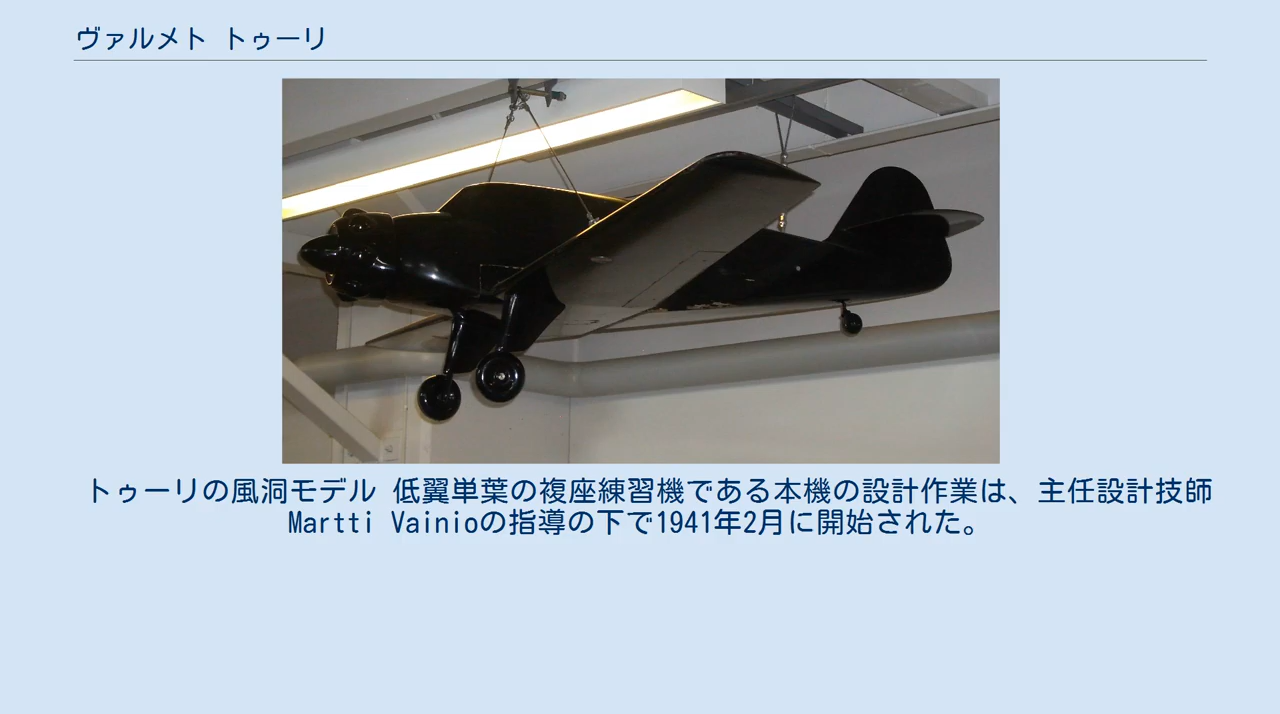 ヴァルメト トゥーリ
トゥーリの風洞モデル 低翼単葉の複座練習機である本機の設計作業は、主任設計技師
Martti Vainioの指導の下で1941年2月に開始された。